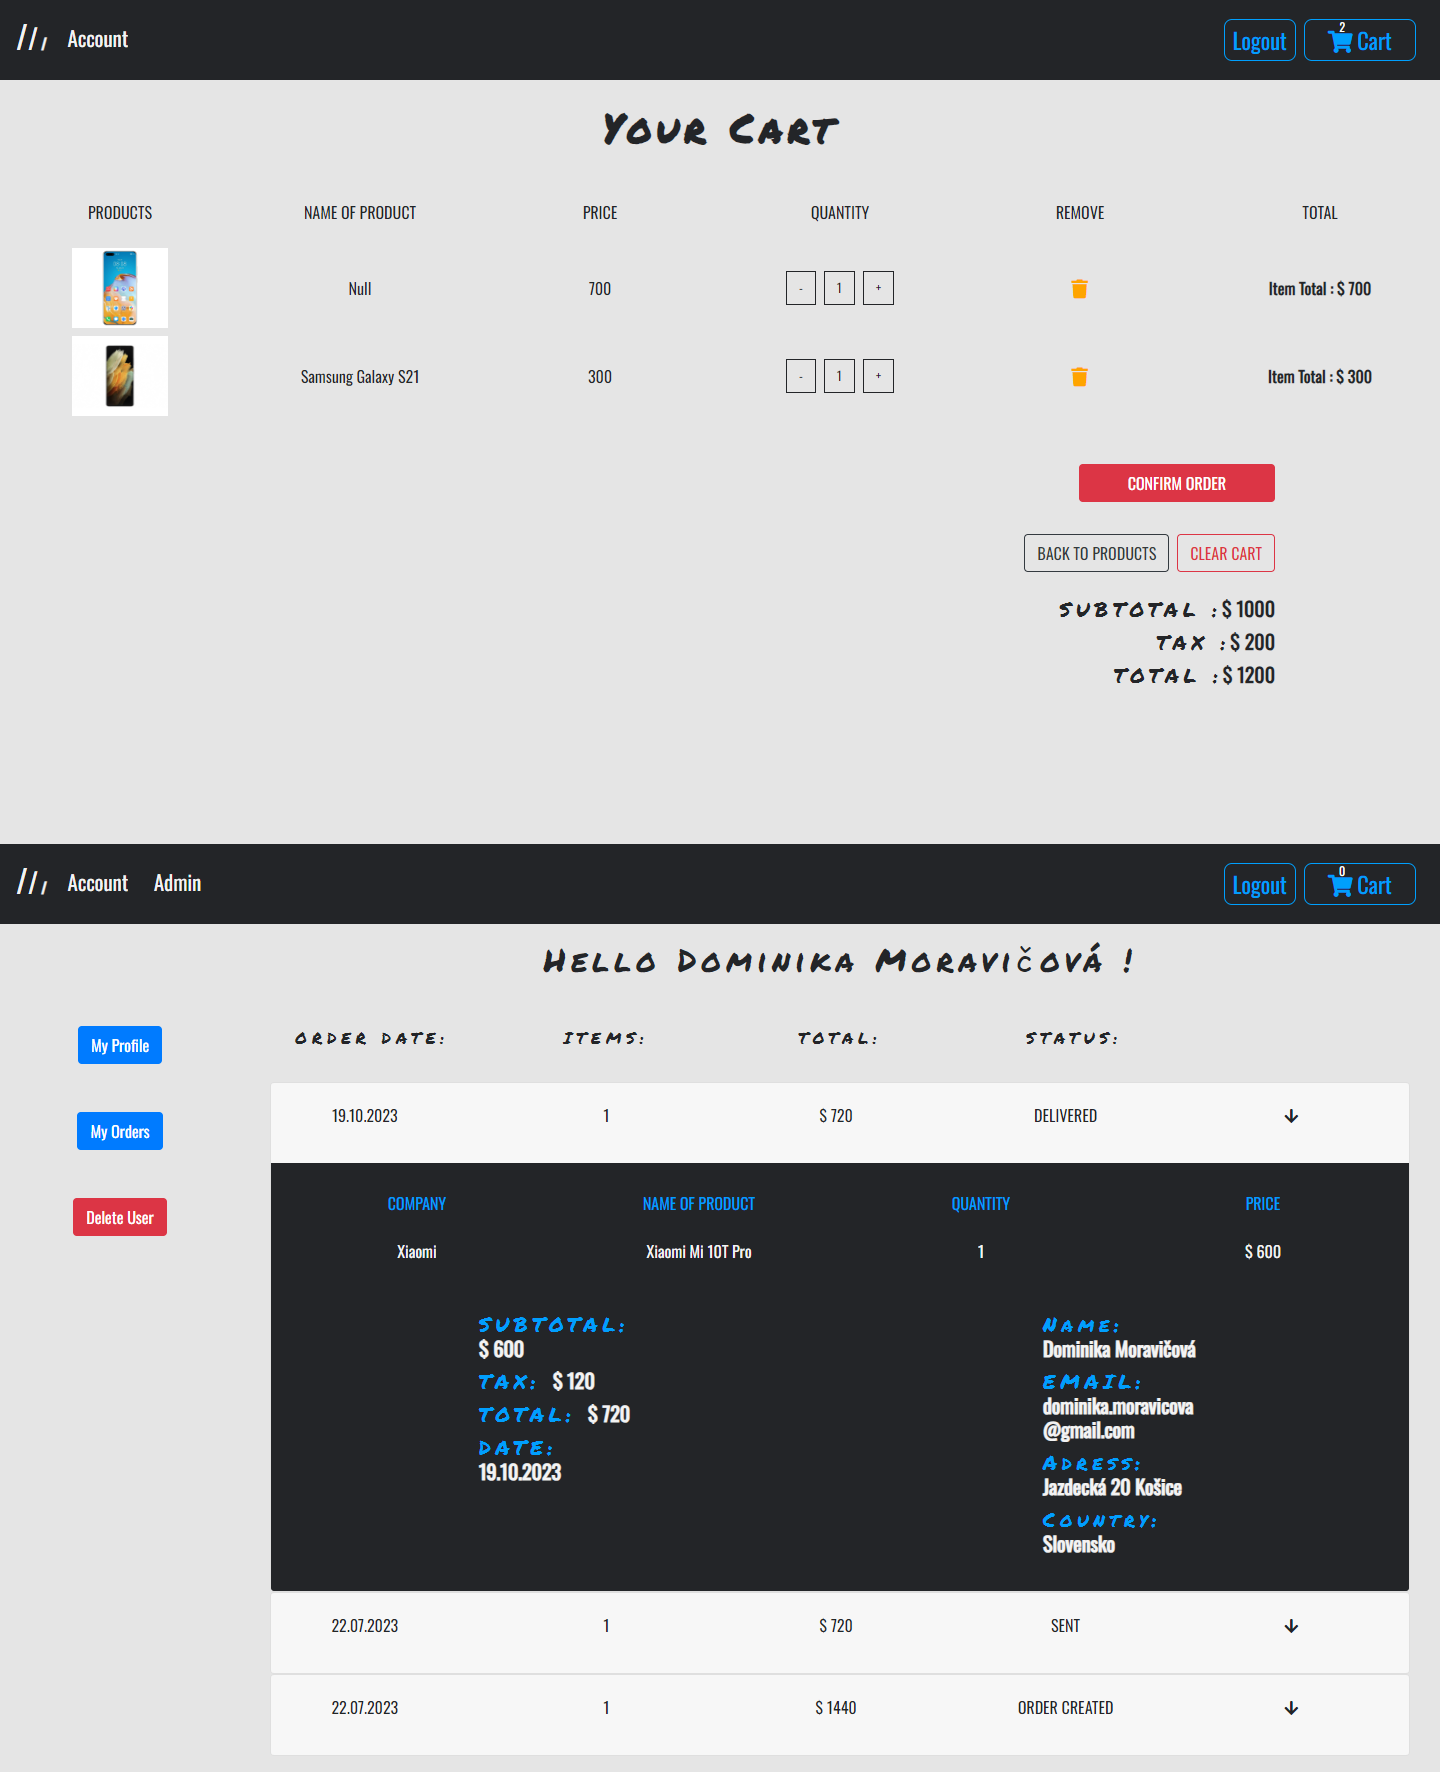 Account
Logout
2
Cart
Your Cart
PRODUCTS NAME OF PRODUCT PRICE QUANTITY REMOVE TOTAL
Null 700 - 1 + Item Total : $ 700
Samsung Galaxy S21 300 - 1 + Item Total : $ 300
CONFIRM ORDER
BACK TO PRODUCTS CLEAR CART
SUBTOTAL : $ 1000
TAX : $ 200
TOTAL : $ 1200
Account Admin
Logout
0
Cart
Hello Dominika Moravičová !
My Profile
My Orders
Delete User
ORDER DATE: ITEMS: TOTAL: STATUS:
19.10.2023 1 $ 720 DELIVERED
COMPANY NAME OF PRODUCT QUANTITY PRICE
Xiaomi Xiaomi Mi 10T Pro 1 $ 600
SUBTOTAL:
$ 600
TAX: $ 120
TOTAL: $ 720
DATE:
19.10.2023
Name:
Dominika Moravičová
EMAIL:
dominika.moravicova
@gmail.com
Adress:
Jazdecká 20 Košice
Country:
Slovensko
22.07.2023 1 $ 720 SENT
22.07.2023 1 $ 1440 ORDER CREATED